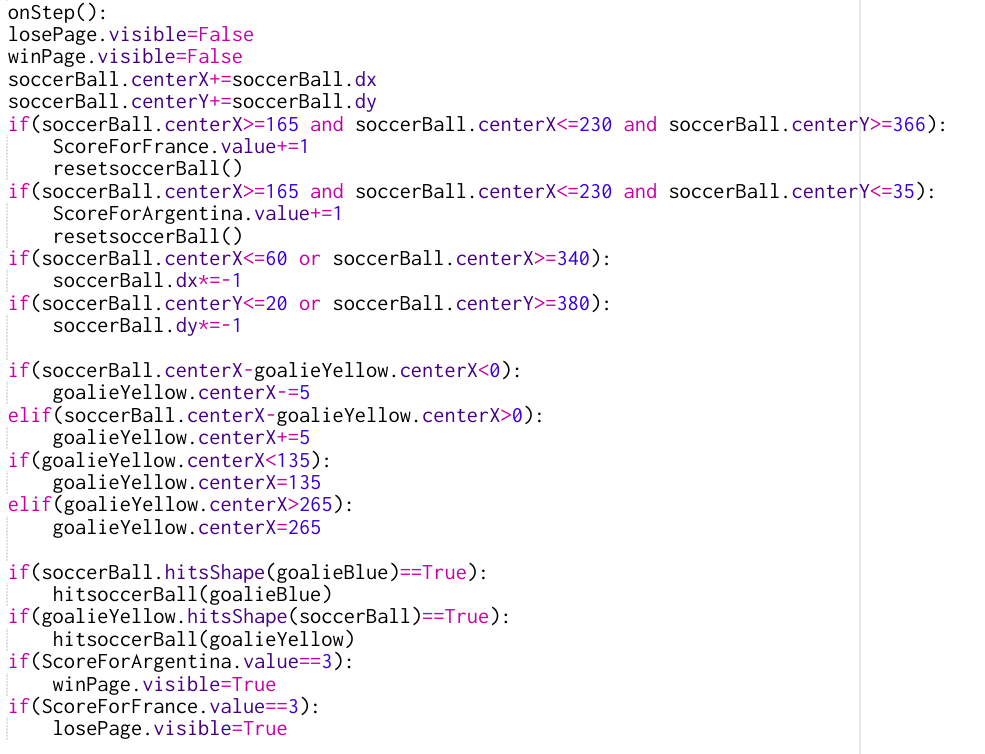 onStep():
losePage.visible=False
winPage.visible=False
soccerBall.centerX+=soccerBall.dx
soccerBall.centerY+=soccerBall.dy
if(soccerBall.centerX>=165 and soccerBall.centerX<=230 and soccerBall.centerY>=366):
    ScoreForFrance.value+=1
    resetsoccerBall()
if(soccerBall.centerX>=165 and soccerBall.centerX<=230 and soccerBall.centerY<=35):
    ScoreForArgentina.value+=1
    resetsoccerBall()
if(soccerBall.centerX<=60 or soccerBall.centerX>=340):
    soccerBall.dx*=-1
if(soccerBall.centerY<=20 or soccerBall.centerY>=380):
    soccerBall.dy*=-1

if(soccerBall.centerX-goalieYellow.centerX<0):
    goalieYellow.centerX-=5
elif(soccerBall.centerX-goalieYellow.centerX>0):
    goalieYellow.centerX+=5
if(goalieYellow.centerX<135):
    goalieYellow.centerX=135
elif(goalieYellow.centerX>265):
    goalieYellow.centerX=265

if(soccerBall.hitsShape(goalieBlue)==True):
    hitsoccerBall(goalieBlue)
if(goalieYellow.hitsShape(soccerBall)==True):
    hitsoccerBall(goalieYellow)
if(ScoreForArgentina.value==3):
    winPage.visible=True
if(ScoreForFrance.value==3):
    losePage.visible=True